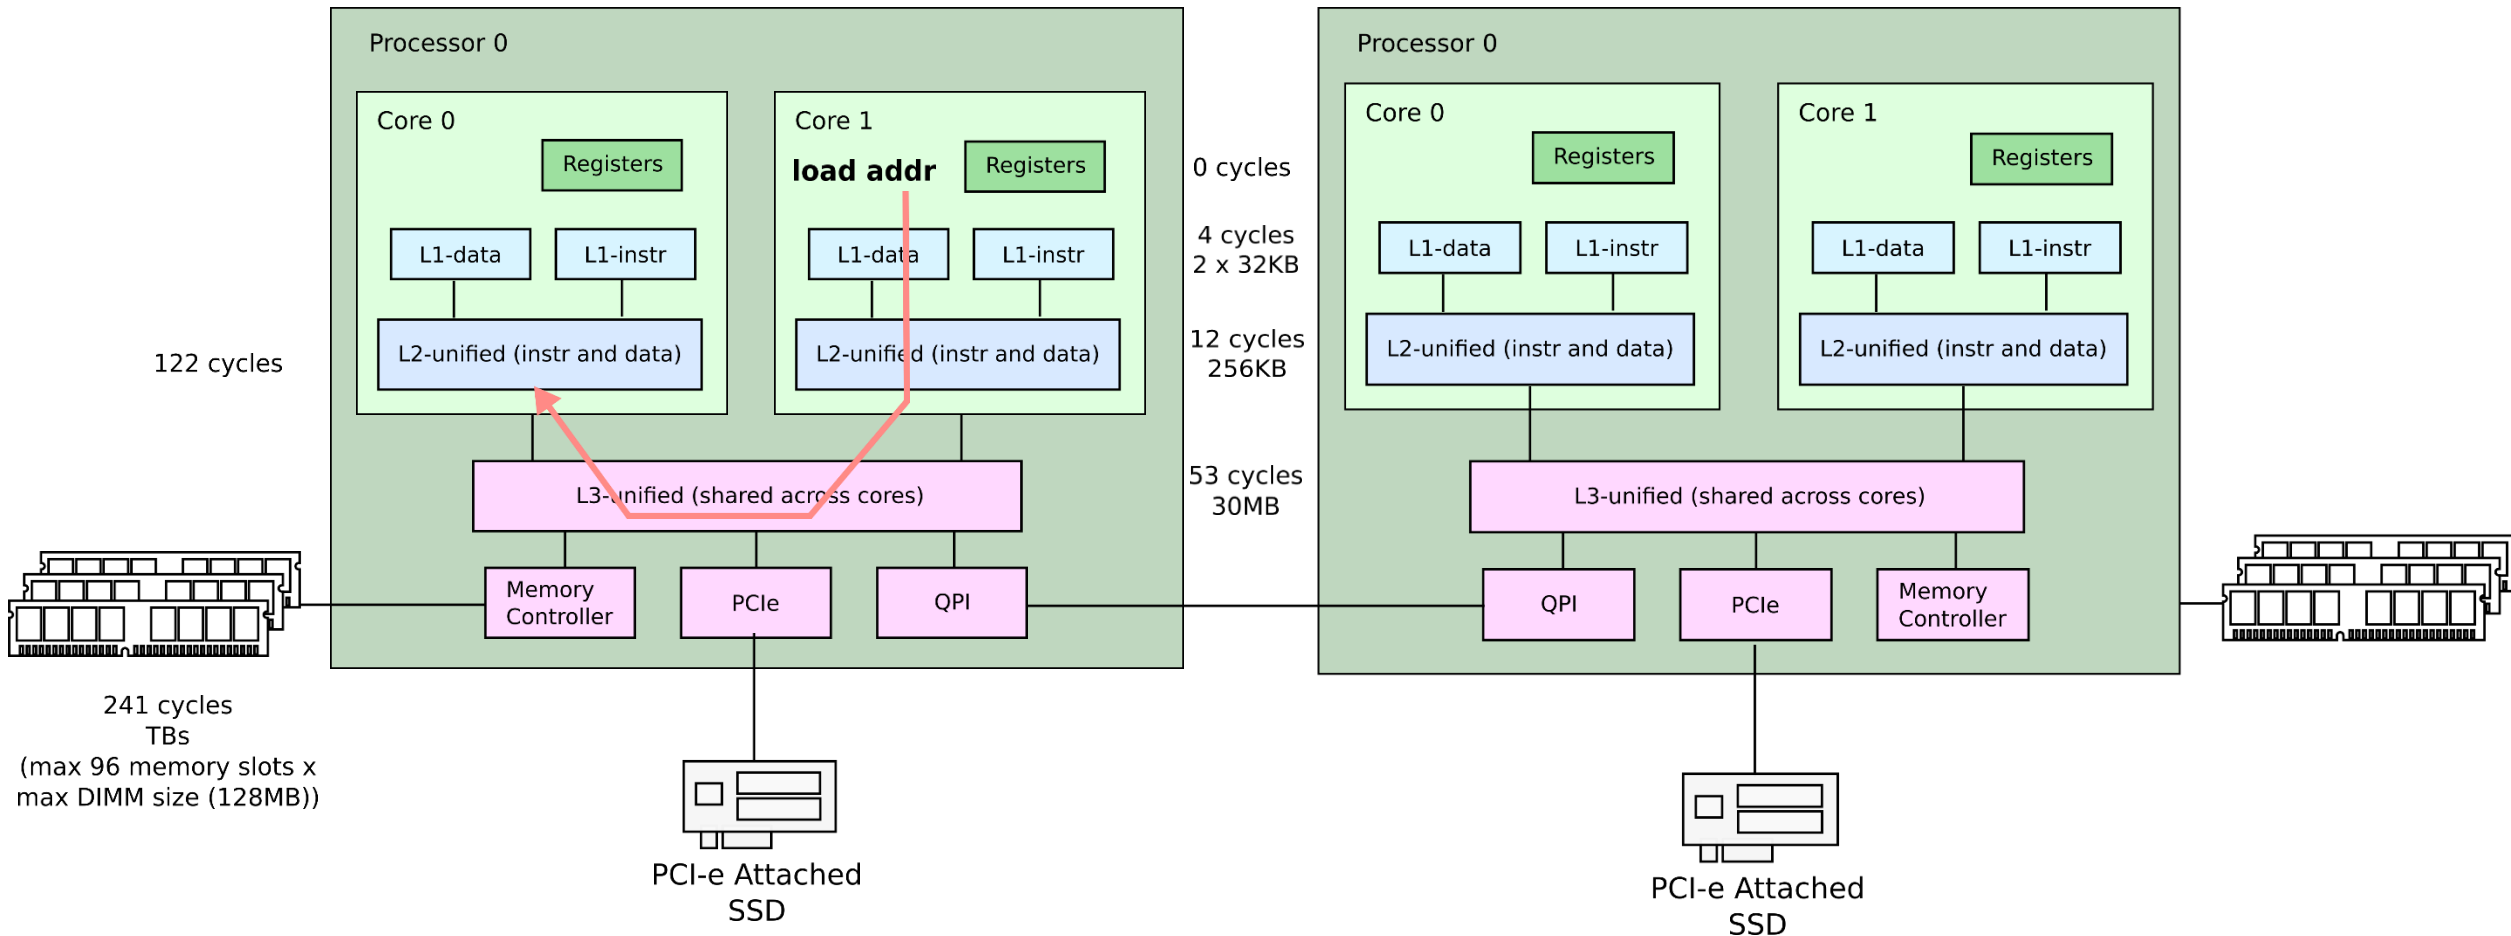 Processor 0
Core 0
Registers
L1-data
L1-instr
L2-unified (instr and data)
Core 1
load addr
Registers
L1-data
L1-instr
L2-unified (instr and data)
L3-unified (shared across cores)
Memory
Controller
PCIe
QPI
122 cycles
241 cycles
TBs
(max 96 memory slots x
max DIMM size (128MB))
PCI-e Attached
SSD
0 cycles
4 cycles
2 x 32KB
12 cycles
256KB
53 cycles
30MB
Processor 0
Core 0
Registers
L1-data
L1-instr
L2-unified (instr and data)
Core 1
Registers
L1-data
L1-instr
L2-unified (instr and data)
L3-unified (shared across cores)
QPI
PCIe
Memory
Controller
PCI-e Attached
SSD